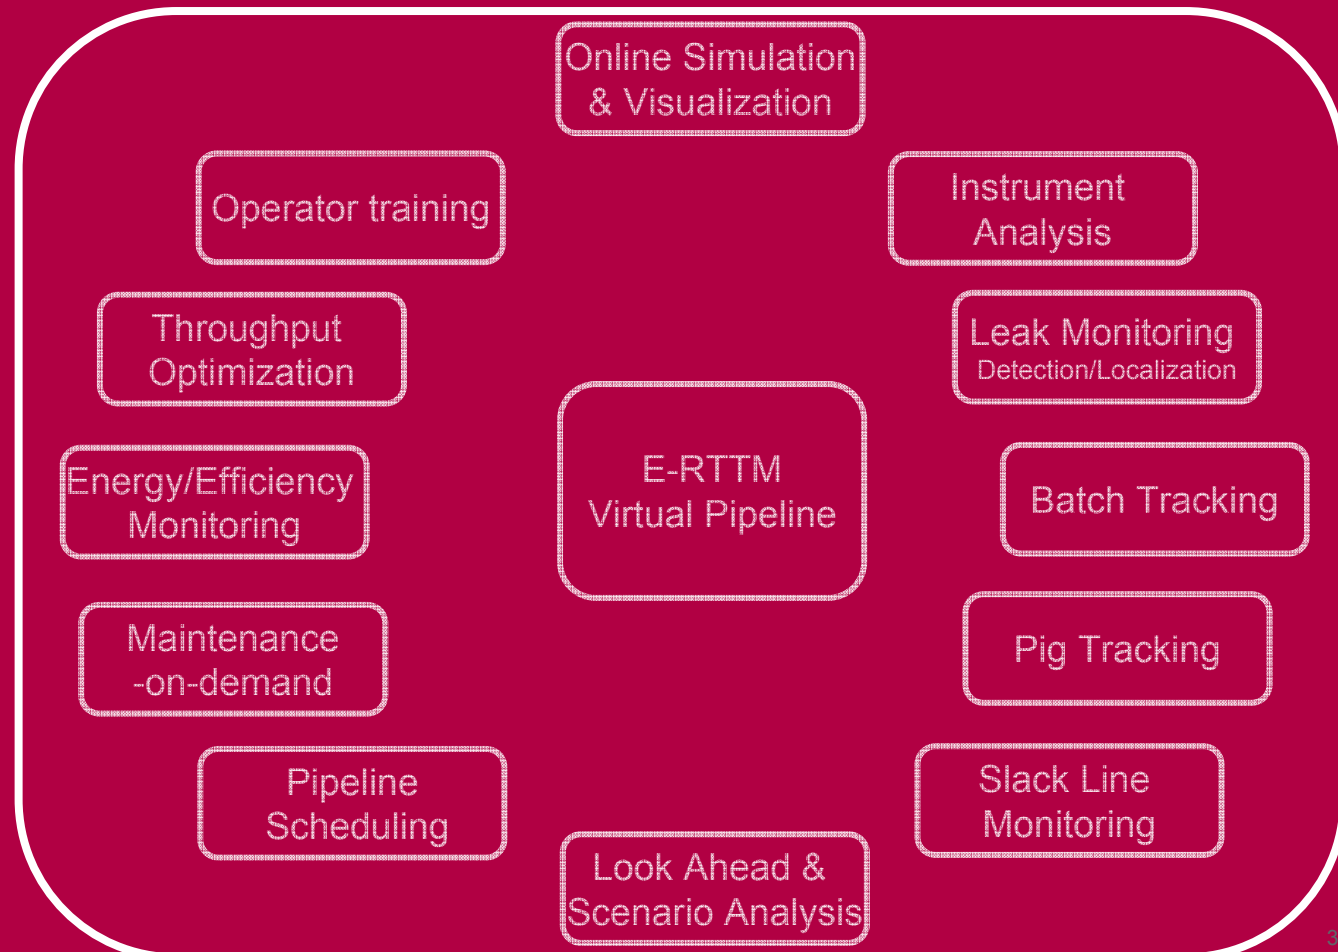 Online Simulation
& Visualization
Operator training
Instrument
Analysis
Throughput
Optimization
Leak Monitoring
Detection/Localization
E-RTTM
Virtual Pipeline
Energy/Efficiency
Monitoring
Batch Tracking
Maintenance
-on-demand
Pig Tracking
Pipeline
Scheduling
Slack Line
Monitoring
Look Ahead &
Scenario Analysis
3